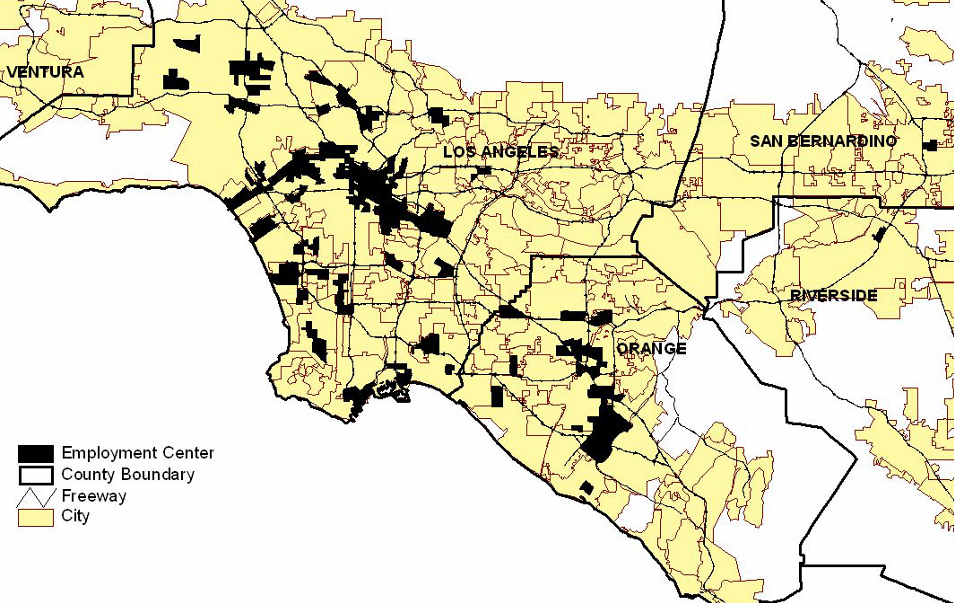 VENTURA
LOS ANGELES
SAN BERNARDINO
RIVERSIDE
ORANGE
Employment Center
County Boundary
Freeway
City